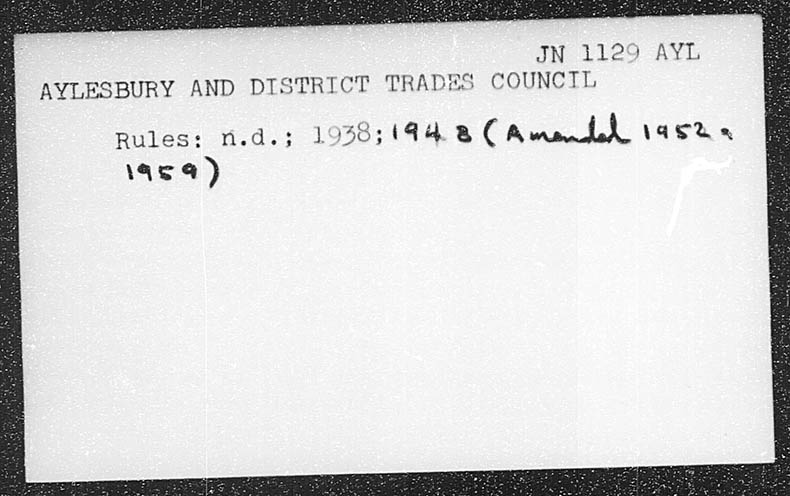 JN 1129 AYL
AYLESBURY AND DISTRICT TRADES COUNCIL
Rules: n.d.; 1938; 1948 (Amended 1952 &
1959)